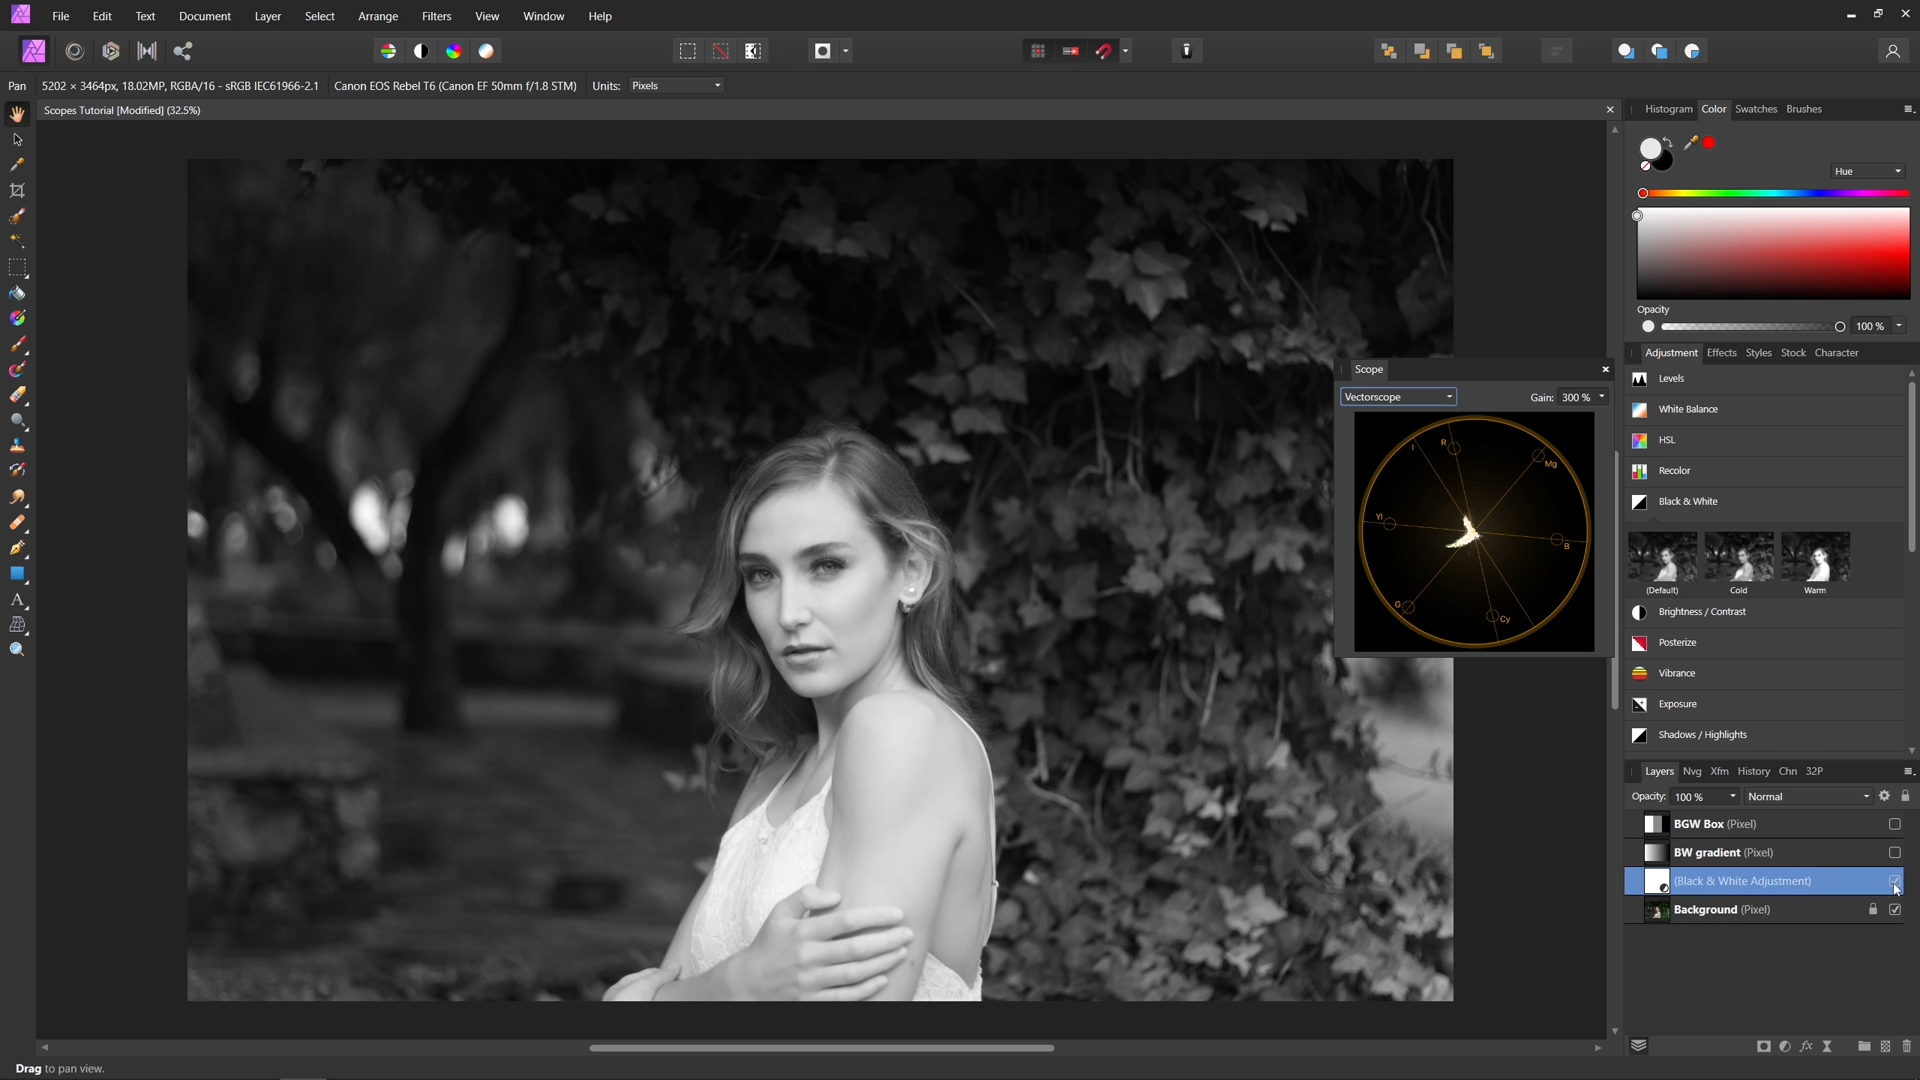 File Edit Text Document Layer Select Arrange Filters View Window Help
Pan 5202 × 3464px, 18.02MP, RGBA/16 - sRGB IEC61966-2.1 Canon EOS Rebel T6 (Canon EF 50mm f/1.8 STM) Units: Pixels
Scopes Tutorial [Modified] (32.5%)
Histogram Color Swatches Brushes
Hue
Opacity
100 %
Adjustment Effects Styles Stock Character
Levels
White Balance
HSL
Recolor
Black & White
(Default) Cold Warm
Brightness / Contrast
Posterize
Vibrance
Exposure
Shadows / Highlights
Scope
Vectorscope Gain: 300 %
I R Mg
Yl B
G Cy
Layers Nvg Xfm History Chn 32P
Opacity: 100 % Normal
BGW Box (Pixel)
BW gradient (Pixel)
(Black & White Adjustment)
Background (Pixel)
A
fx
Drag to pan view.